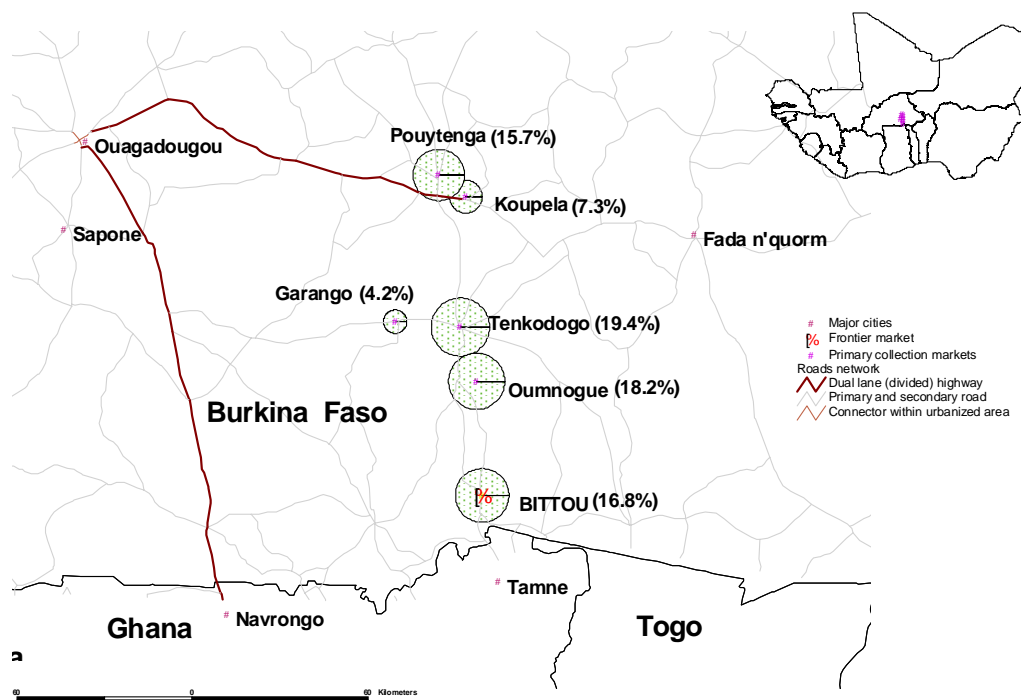 Pouytenga (15.7%)
Ouagadougou
Koupela (7.3%)
Sapone
Fada n'quorm
Garango (4.2%)
Tenkodogo (19.4%)
Oumnogue (18.2%)
Burkina Faso
BITTOU (16.8%)
Tamne
Navrongo
Ghana
Togo
a
60 0 60 Kilometers
# Major cities
[% Frontier market
# Primary collection markets
Roads network
Dual lane (divided) highway
Primary and secondary road
Connector within urbanized area